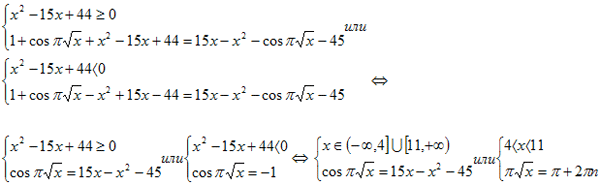 {x² − 15x + 44 ≥ 0
{1 + cos π√x + x² − 15x + 44 = 15x − x² − cos π√x − 45 или
{x² − 15x + 44⟨0
{1 + cos π√x − x² + 15x − 44 = 15x − x² − cos π√x − 45 ⇔
{x² − 15x + 44 ≥ 0 или {x² − 15x + 44⟨0 ⇔ {x ∈ (−∞,4]∪[11,+∞) или {4⟨x⟨11
{cos π√x = 15x − x² − 45 {cos π√x = −1 {cos π√x = 15x − x² − 45 {π√x = π + 2πn